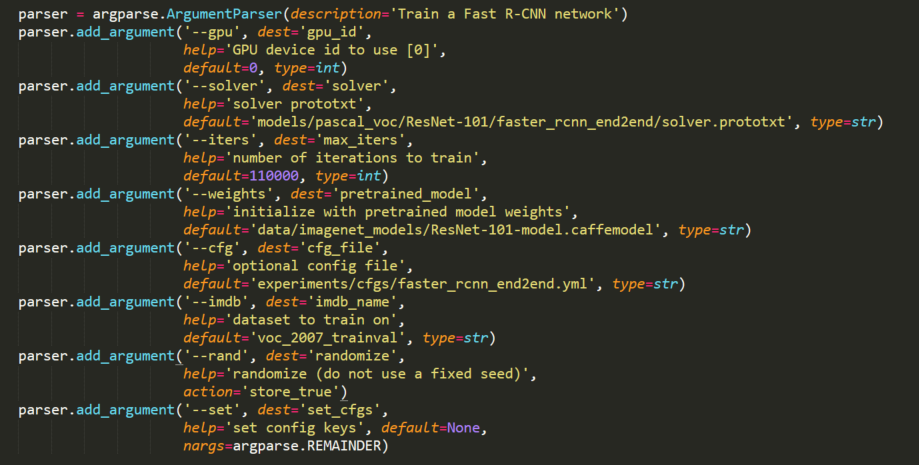 parser = argparse.ArgumentParser(description='Train a Fast R-CNN network')
parser.add_argument('--gpu', dest='gpu_id',
help='GPU device id to use [0]',
default=0, type=int)
parser.add_argument('--solver', dest='solver',
help='solver prototxt',
default='models/pascal_voc/ResNet-101/faster_rcnn_end2end/solver.prototxt', type=str)
parser.add_argument('--iters', dest='max_iters',
help='number of iterations to train',
default=110000, type=int)
parser.add_argument('--weights', dest='pretrained_model',
help='initialize with pretrained model weights',
default='data/imagenet_models/ResNet-101-model.caffemodel', type=str)
parser.add_argument('--cfg', dest='cfg_file',
help='optional config file',
default='experiments/cfgs/faster_rcnn_end2end.yml', type=str)
parser.add_argument('--imdb', dest='imdb_name',
help='dataset to train on',
default='voc_2007_trainval', type=str)
parser.add_argument('--rand', dest='randomize',
help='randomize (do not use a fixed seed)',
action='store_true')
parser.add_argument('--set', dest='set_cfgs',
help='set config keys', default=None,
nargs=argparse.REMAINDER)